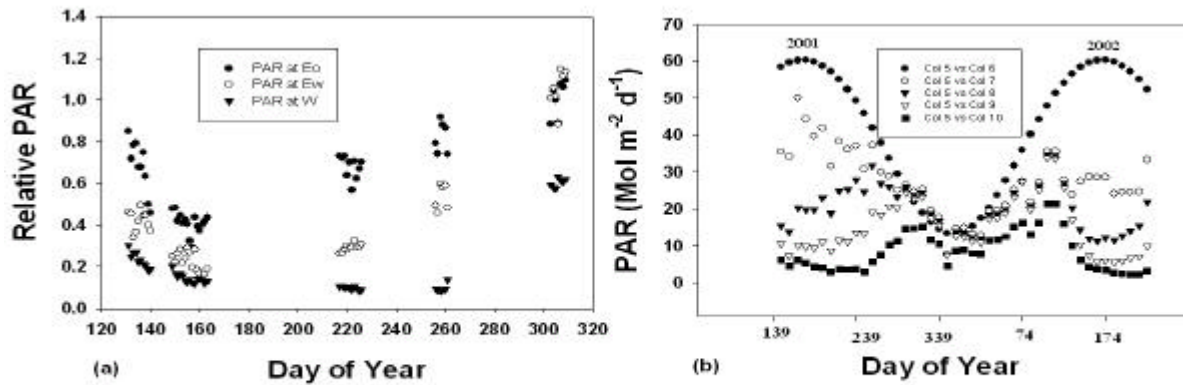 Relative PAR
1.4
1.2
1.0
0.8
0.6
0.4
0.2
0.0
PAR at Eo
PAR at Ew
PAR at W
120 140 160 180 200 220 240 260 280 300 320
(a)
Day of Year
PAR (Mol m-2 d-1)
70
60
50
40
30
20
10
0
2001
2002
Col 5 vs Col 6
Col 5 vs Col 7
Col 5 vs Col 8
Col 5 vs Col 9
Col 5 vs Col 10
139 239 339 74 174
(b)
Day of Year